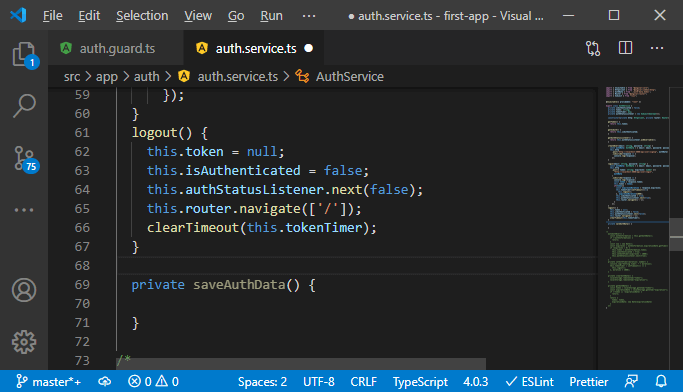 File Edit Selection View Go Run ··· ● auth.service.ts - first-app - Visual ...
auth.guard.ts auth.service.ts
src > app > auth > auth.service.ts > AuthService
59 });
60 }
61 logout() {
62 this.token = null;
63 this.isAuthenticated = false;
64 this.authStatusListener.next(false);
65 this.router.navigate(['/']);
66 clearTimeout(this.tokenTimer);
67 }
68
69 private saveAuthData() {
70
71 }
72
73 /*
1
75
master*+ 0 0 Spaces: 2 UTF-8 CRLF TypeScript 4.0.3 ESLint Prettier